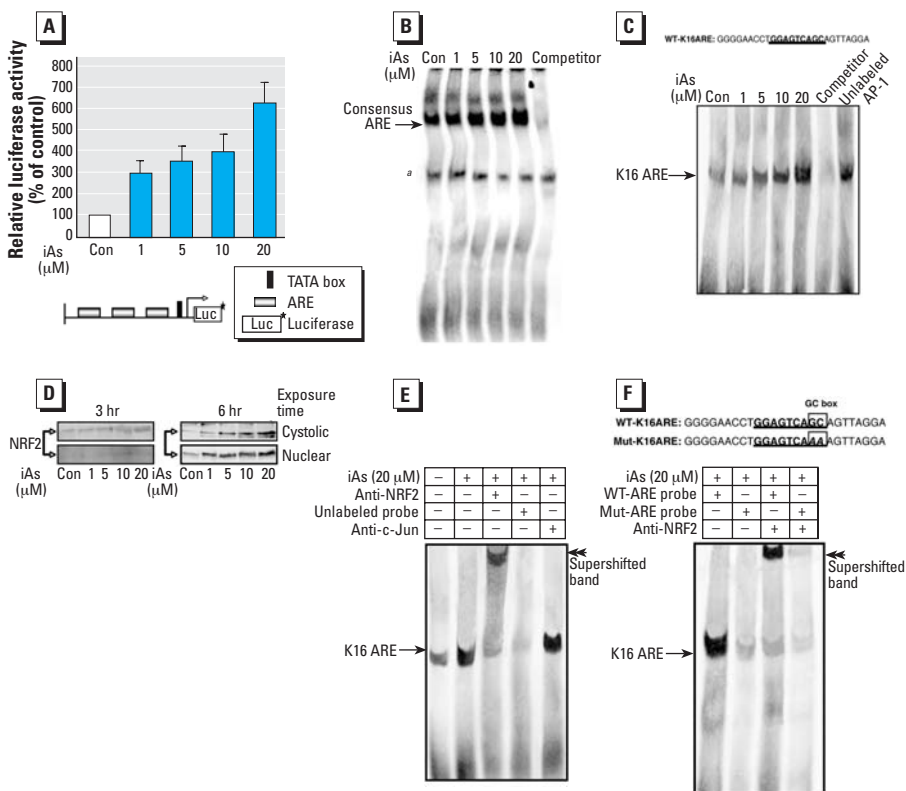 A
Relative luciferase activity
(% of control)
800
700
600
500
400
300
200
100
0
iAs
(μM)
Con 1 5 10 20
TATA box
ARE
Luc* Luciferase
Luc*
B
iAs
(μM)
Con 1 5 10 20 Competitor
Consensus
ARE
a
C
WT-K16ARE: GGGGAACCTGGAGTCAGCAGTTAGGA
iAs
(μM)
Con 1 5 10 20 Competitor Unlabeled AP-1
K16 ARE
D
3 hr 6 hr Exposure time
NRF2
Cystolic
Nuclear
iAs
(μM)
Con 1 5 10 20
iAs
(μM)
Con 1 5 10 20
E
iAs (20 μM) – + + + +
Anti-NRF2 – – + – –
Unlabeled probe – – – + –
Anti-c-Jun – – – – +
Supershifted
band
K16 ARE
F
GC box
WT-K16ARE: GGGGAACCTGGAGTCAGCAGTTAGGA
Mut-K16ARE: GGGGAACCTGGAGTCAAAAGTTAGGA
iAs (20 μM) + + + +
WT-ARE probe + – + –
Mut-ARE probe – + – +
Anti-NRF2 – – + +
Supershifted
band
K16 ARE